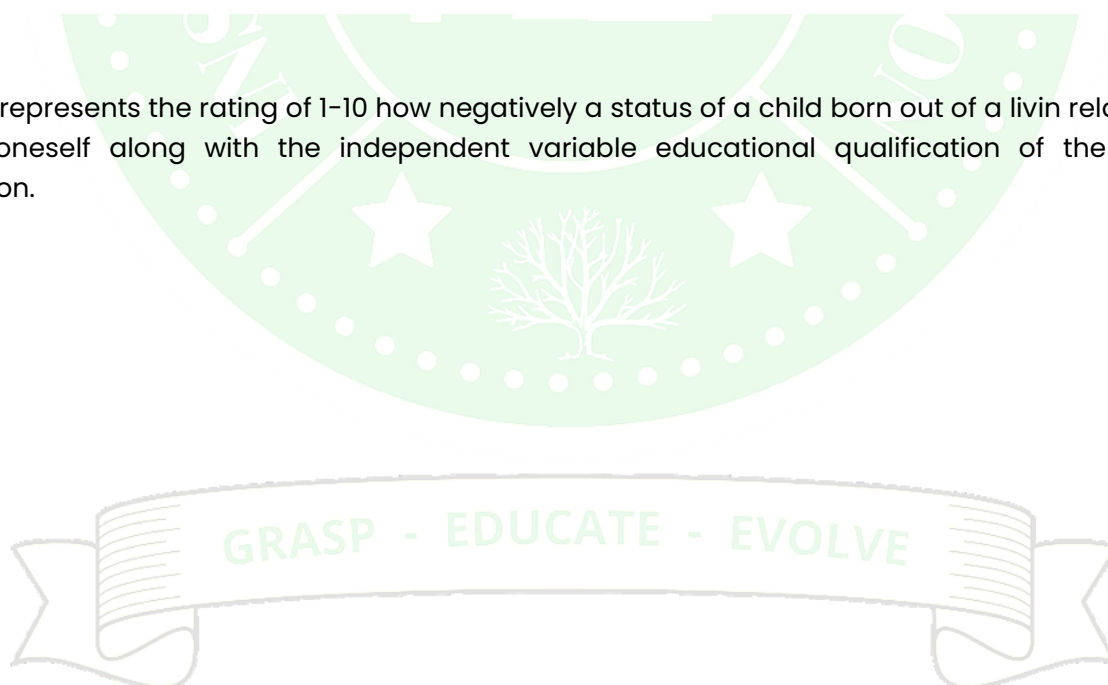 represents the rating of 1-10 how negatively a status of a child born out of a livin
oneself along with the independent variable educational qualification of the
on.
GRASP - EDUCATE - EVOLVE